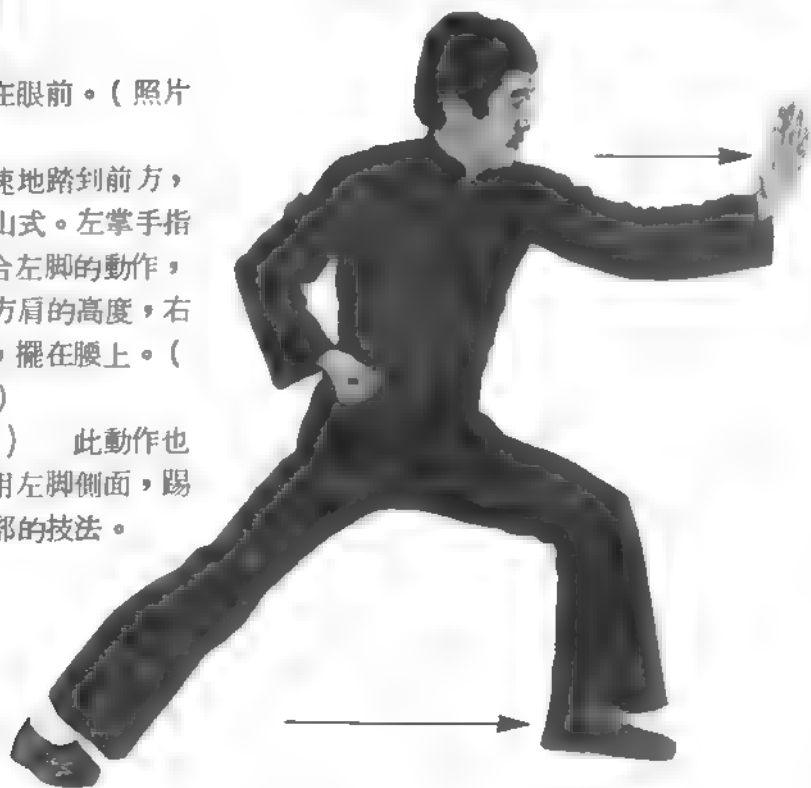 在眼前。(照片
速地踏到前方，
山式。左掌手指
合左脚的動作，
方肩的高度，右
，擺在腰上。(
)
) 此動作也
用左脚側面，踢
部的技法。